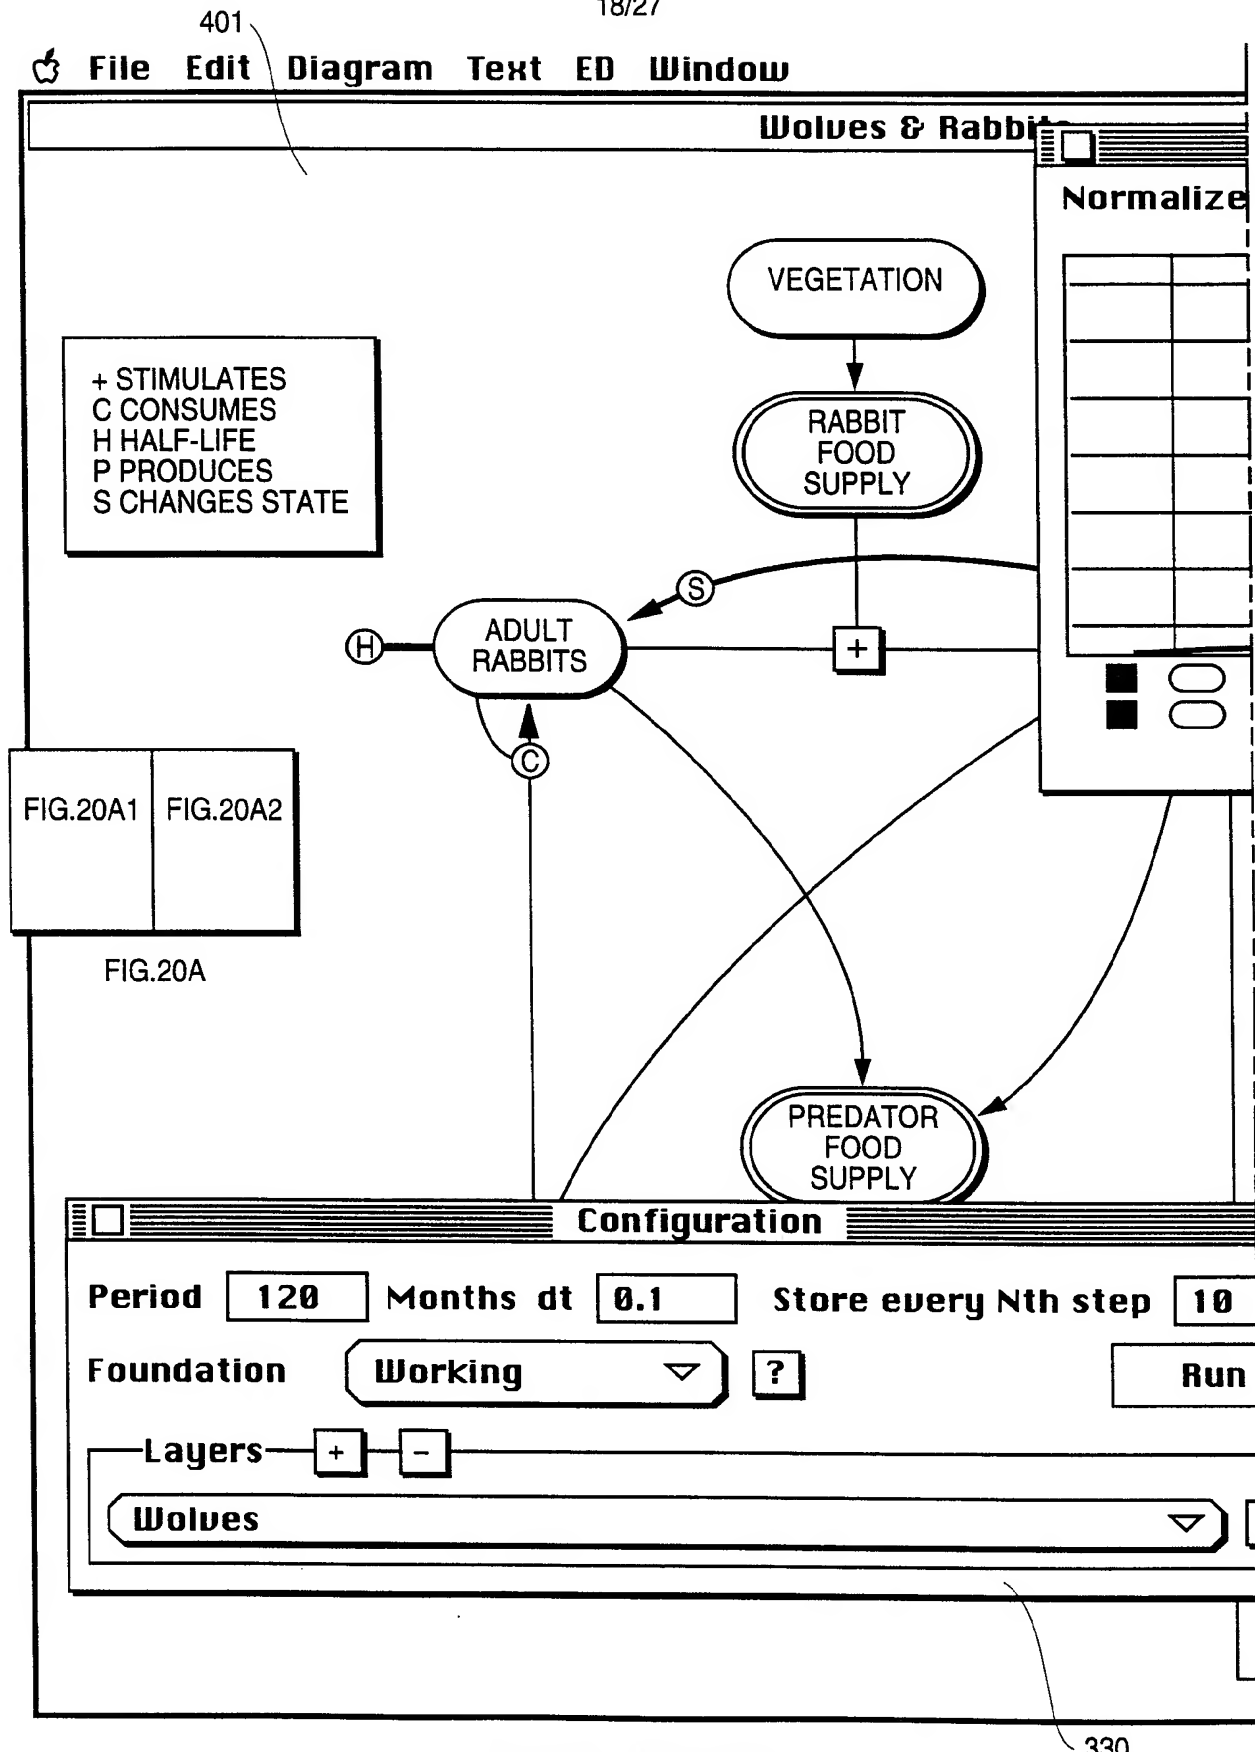 18/27
401
File Edit Diagram Text ED Window
Wolves & Rabbits
Normalize
VEGETATION
+ STIMULATES
C CONSUMES
H HALF-LIFE
P PRODUCES
S CHANGES STATE
RABBIT
FOOD
SUPPLY
S
H
ADULT
RABBITS
+
C
FIG.20A1 FIG.20A2
FIG.20A
PREDATOR
FOOD
SUPPLY
Configuration
Period 120 Months dt 0.1 Store every Nth step 10
Foundation Working ? Run
Layers + -
Wolves
330